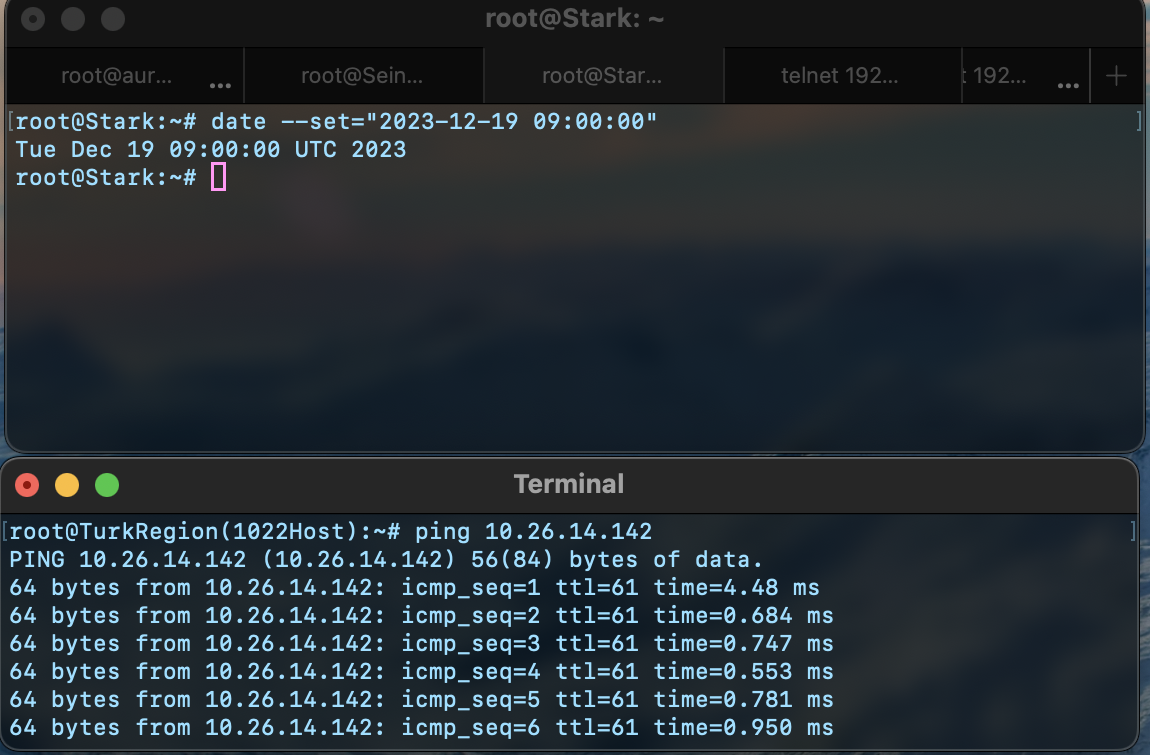 root@Stark: ~
root@aur... ... root@Sein... root@Star... telnet 192... t 192... ... +
[root@Stark:~# date --set="2023-12-19 09:00:00" ]
Tue Dec 19 09:00:00 UTC 2023
root@Stark:~#
Terminal
[root@TurkRegion(1022Host):~# ping 10.26.14.142 ]
PING 10.26.14.142 (10.26.14.142) 56(84) bytes of data.
64 bytes from 10.26.14.142: icmp_seq=1 ttl=61 time=4.48 ms
64 bytes from 10.26.14.142: icmp_seq=2 ttl=61 time=0.684 ms
64 bytes from 10.26.14.142: icmp_seq=3 ttl=61 time=0.747 ms
64 bytes from 10.26.14.142: icmp_seq=4 ttl=61 time=0.553 ms
64 bytes from 10.26.14.142: icmp_seq=5 ttl=61 time=0.781 ms
64 bytes from 10.26.14.142: icmp_seq=6 ttl=61 time=0.950 ms